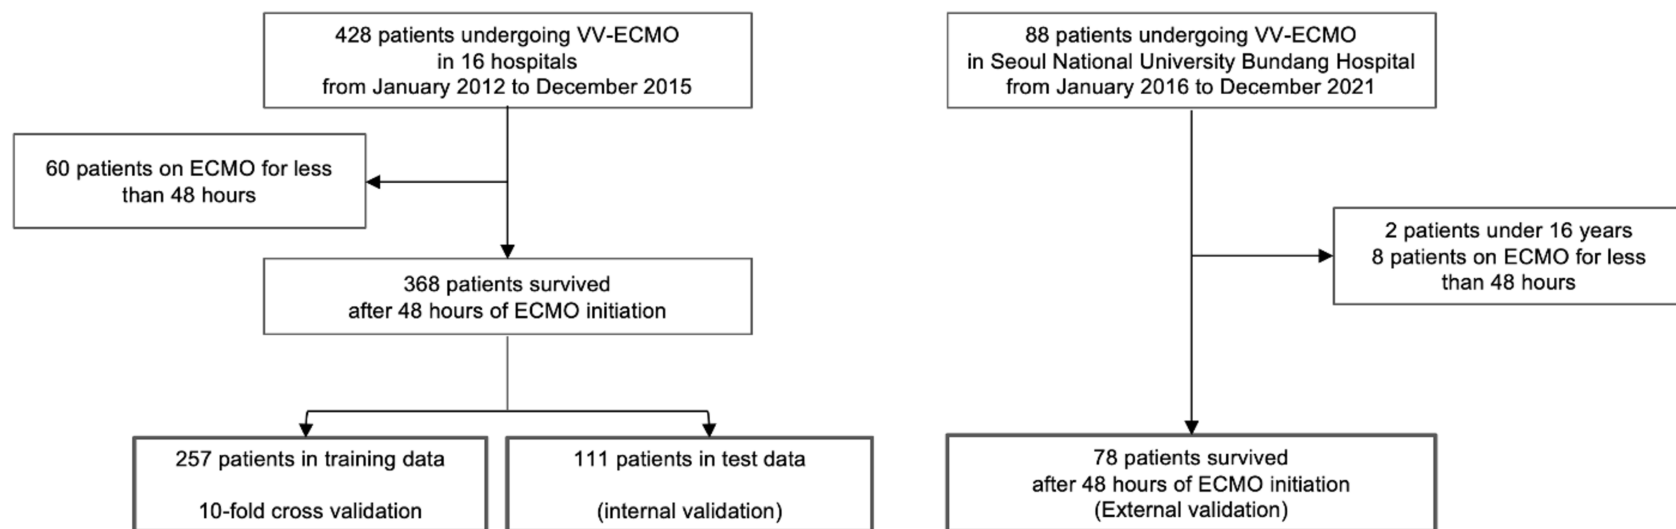 428 patients undergoing VV-ECMO
in 16 hospitals
from January 2012 to December 2015
60 patients on ECMO for less
than 48 hours
368 patients survived
after 48 hours of ECMO initiation
257 patients in training data
10-fold cross validation
111 patients in test data
(internal validation)
88 patients undergoing VV-ECMO
in Seoul National University Bundang Hospital
from January 2016 to December 2021
2 patients under 16 years
8 patients on ECMO for less
than 48 hours
78 patients survived
after 48 hours of ECMO initiation
(External validation)